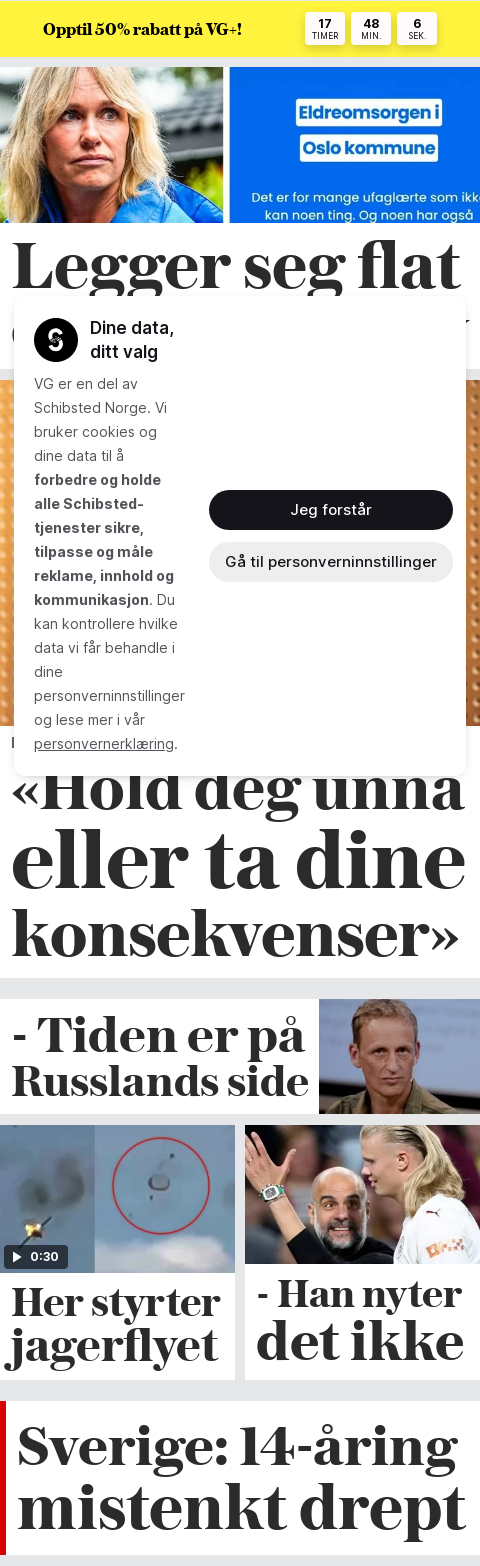 Opptil 50% rabatt på VG+!
17 48 6
TIMER MIN. SEK.
Eldreomsorgen i
Oslo kommune
Det er for mange ufaglærte som ikke
kan noen ting. Og noen har også
Legger seg flat
Dine data,
ditt valg
VG er en del av
Schibsted Norge. Vi
bruker cookies og
dine data til å
forbedre og holde
alle Schibsted-
tjenester sikre,
tilpasse og måle
reklame, innhold og
kommunikasjon. Du
kan kontrollere hvilke
data vi får behandle i
dine
personverninnstillinger
og lese mer i vår
personvernerklæring.
Jeg forstår
Gå til personverninnstillinger
«Hold deg unna
eller ta dine
konsekvenser»
- Tiden er på
Russlands side
0:30
Her styrter
jagerflyet
- Han nyter
det ikke
Sverige: 14-åring
mistenkt drept